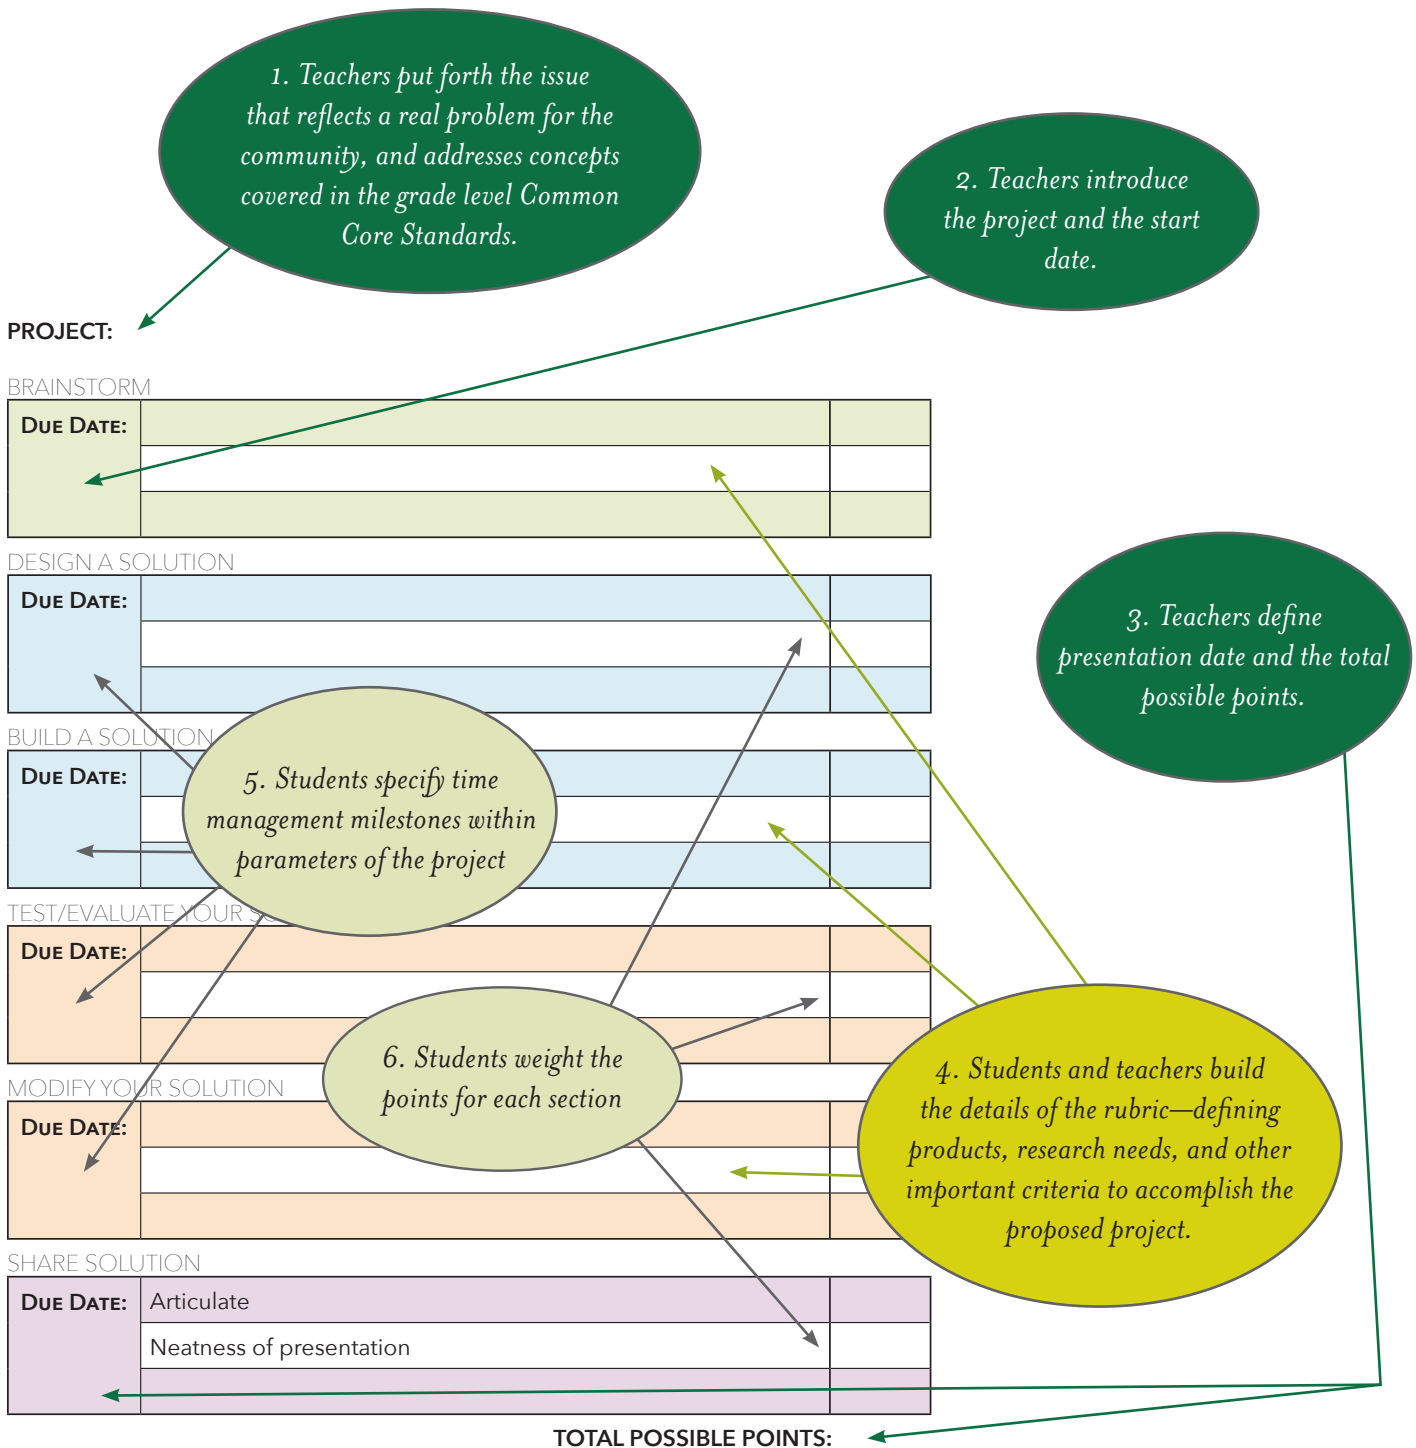 1. Teachers put forth the issue
that reflects a real problem for the
community, and addresses concepts
covered in the grade level Common
Core Standards.
2. Teachers introduce
the project and the start
date.
PROJECT:
BRAINSTORM
DUE DATE:
DESIGN A SOLUTION
DUE DATE:
3. Teachers define
presentation date and the total
possible points.
BUILD A SOLUTION
DUE DATE:
5. Students specify time
management milestones within
parameters of the project
TEST/EVALUATE YOUR
DUE DATE:
6. Students weight the
points for each section
4. Students and teachers build
the details of the rubric—defining
products, research needs, and other
important criteria to accomplish the
proposed project.
MODIFY YOUR SOLUTION
DUE DATE:
SHARE SOLUTION
DUE DATE:
Articulate
Neatness of presentation
TOTAL POSSIBLE POINTS: